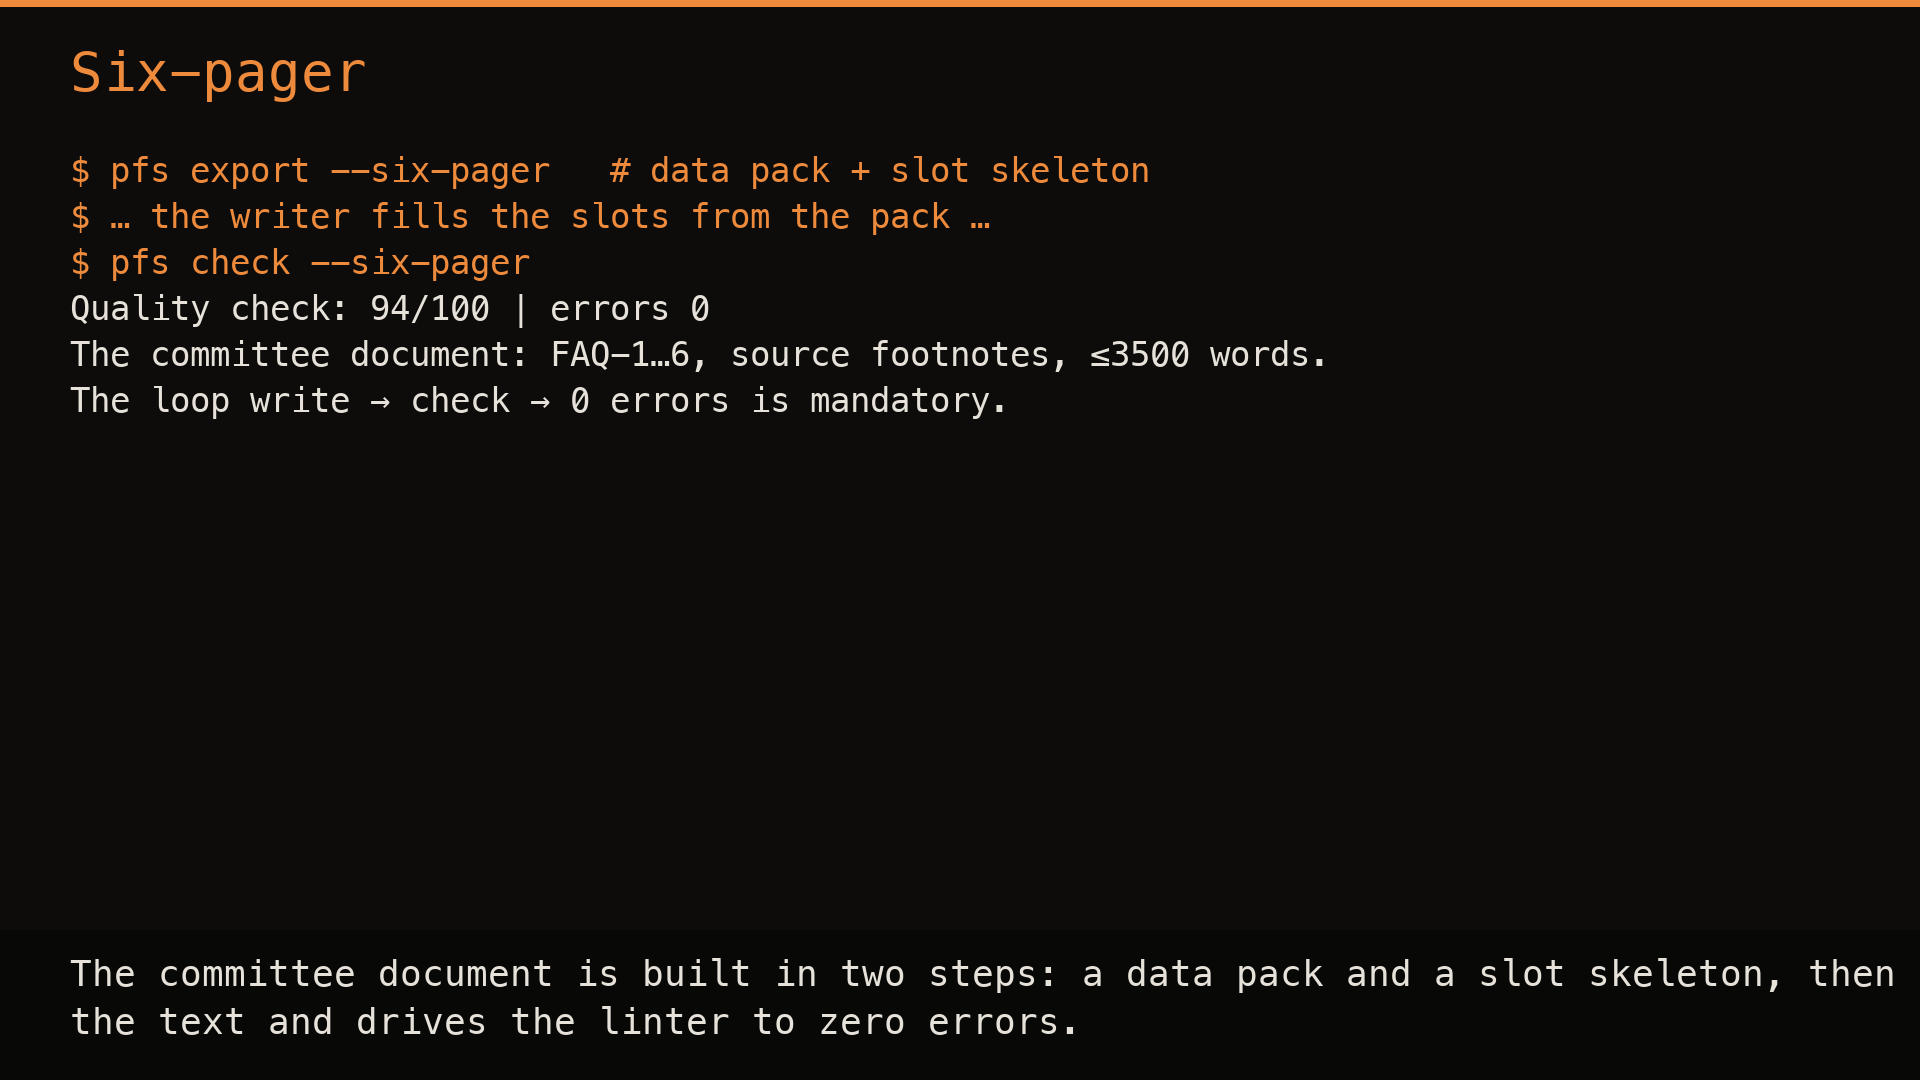 Six-pager
$ pfs export --six-pager   # data pack + slot skeleton
$ … the writer fills the slots from the pack …
$ pfs check --six-pager
Quality check: 94/100 | errors 0
The committee document: FAQ-1…6, source footnotes, ≤3500 words.
The loop write → check → 0 errors is mandatory.
The committee document is built in two steps: a data pack and a slot skeleton, then
the text and drives the linter to zero errors.